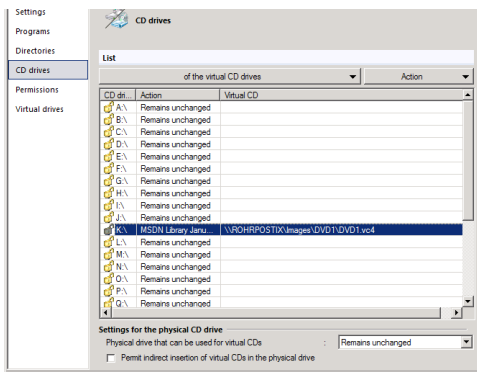 Settings
Programs
Directories
CD drives
Permissions
Virtual drives
CD drives
List
of the virtual CD drives Action
CD dri... Action Virtual CD
A:\ Remains unchanged
B:\ Remains unchanged
C:\ Remains unchanged
D:\ Remains unchanged
E:\ Remains unchanged
F:\ Remains unchanged
G:\ Remains unchanged
H:\ Remains unchanged
I:\ Remains unchanged
J:\ Remains unchanged
K:\ MSDN Library Janu... \\ROHRPOSTIX\Images\DVD1\DVD1.vc4
L:\ Remains unchanged
M:\ Remains unchanged
N:\ Remains unchanged
O:\ Remains unchanged
P:\ Remains unchanged
Q:\ Remains unchanged
Settings for the physical CD drive
Physical drive that can be used for virtual CDs : Remains unchanged
Permit indirect insertion of virtual CDs in the physical drive